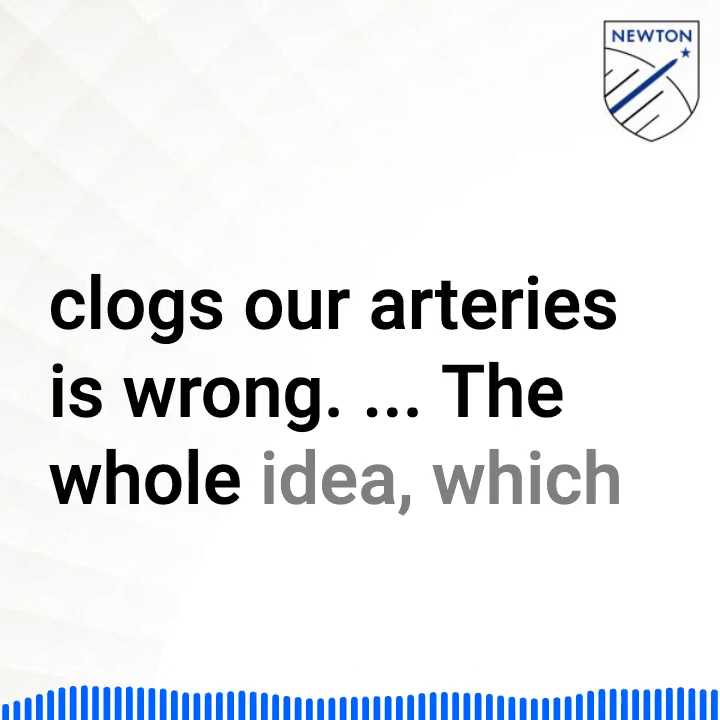 NEWTON
clogs our arteries
is wrong. ... The
whole idea, which